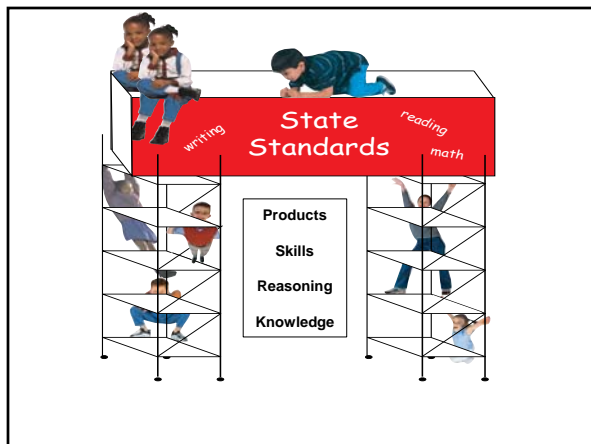 State
Standards
writing
reading
math
Products
Skills
Reasoning
Knowledge